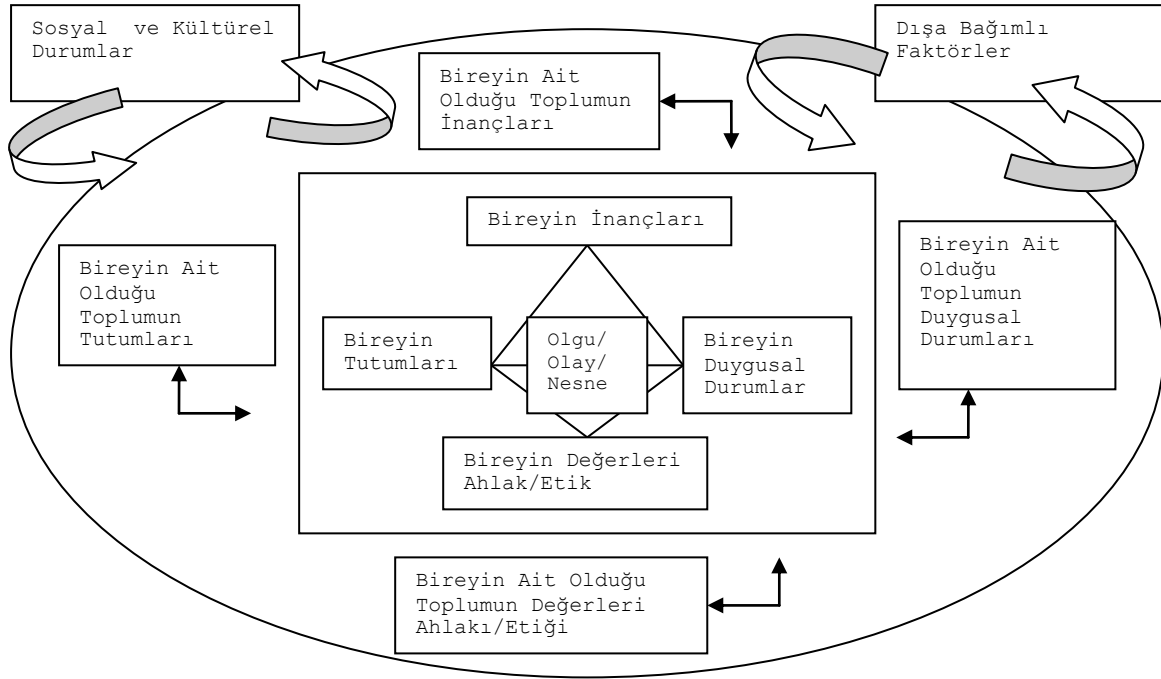 Sosyal  ve Kültürel
Durumlar
Dışa Bağımlı
Faktörler
Bireyin Ait
Olduğu Toplumun
İnançları
Bireyin İnançları
Bireyin Ait
Olduğu
Toplumun
Tutumları
Bireyin
Tutumları
Olgu/
Olay/
Nesne
Bireyin
Duygusal
Durumlar
Bireyin Ait
Olduğu
Toplumun
Duygusal
Durumları
Bireyin Değerleri
Ahlak/Etik
Bireyin Ait Olduğu
Toplumun Değerleri
Ahlakı/Etiği